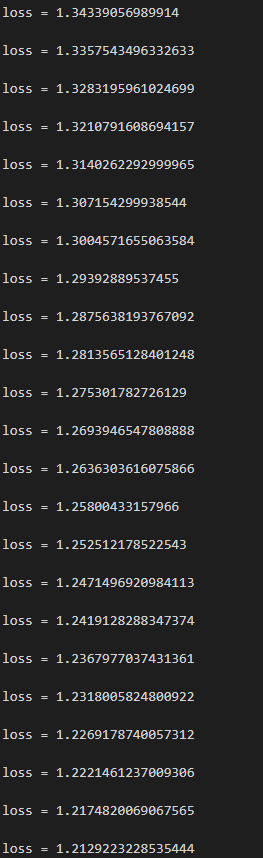 loss = 1.34339056989914
loss = 1.3357543496332633
loss = 1.3283195961024699
loss = 1.3210791608694157
loss = 1.3140262292999965
loss = 1.307154299938544
loss = 1.3004571655063584
loss = 1.29392889537455
loss = 1.2875638193767092
loss = 1.2813565128401248
loss = 1.275301782726129
loss = 1.2693946547808888
loss = 1.2636303616075866
loss = 1.25800433157966
loss = 1.252512178522543
loss = 1.2471496920984113
loss = 1.2419128288347374
loss = 1.2367977037431361
loss = 1.2318005824800922
loss = 1.2269178740057312
loss = 1.2221461237009306
loss = 1.2174820069067565
loss = 1.2129223228535444